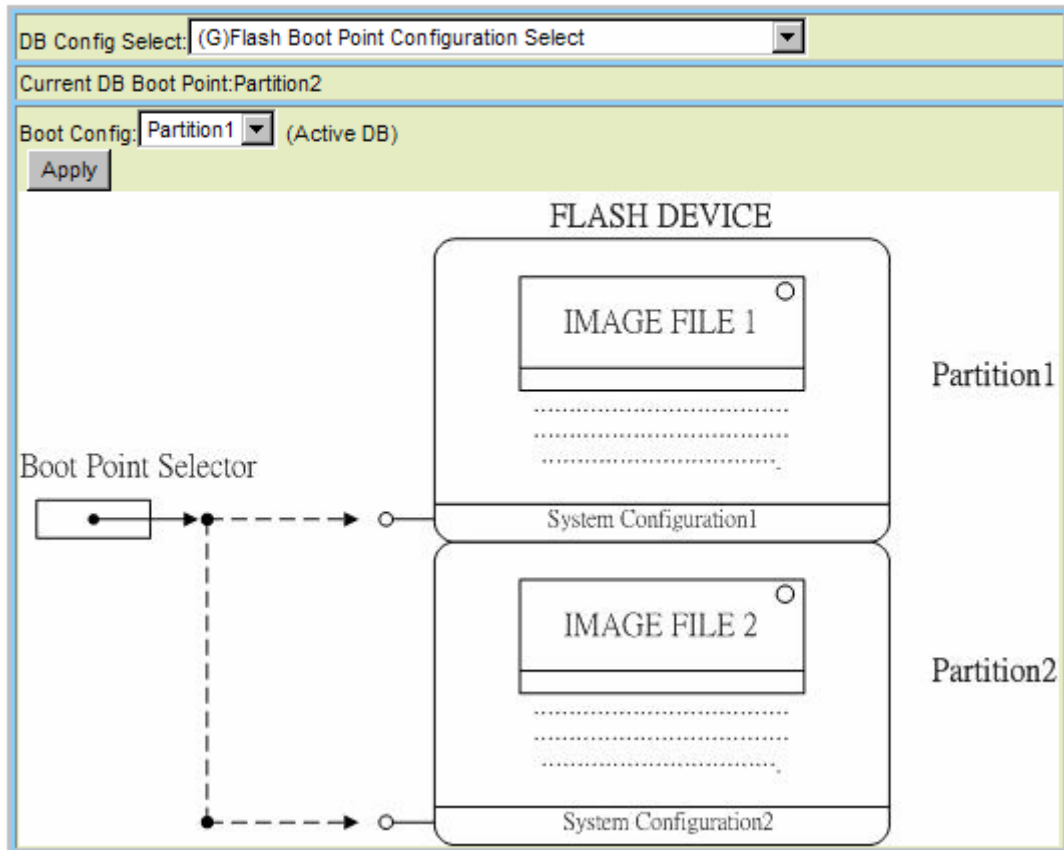 DB Config Select: (G)Flash Boot Point Configuration Select
Current DB Boot Point:Partition2
Boot Config: Partition1 (Active DB)
Apply
FLASH DEVICE
IMAGE FILE 1
Partition1
Boot Point Selector
System Configuration1
IMAGE FILE 2
Partition2
System Configuration2